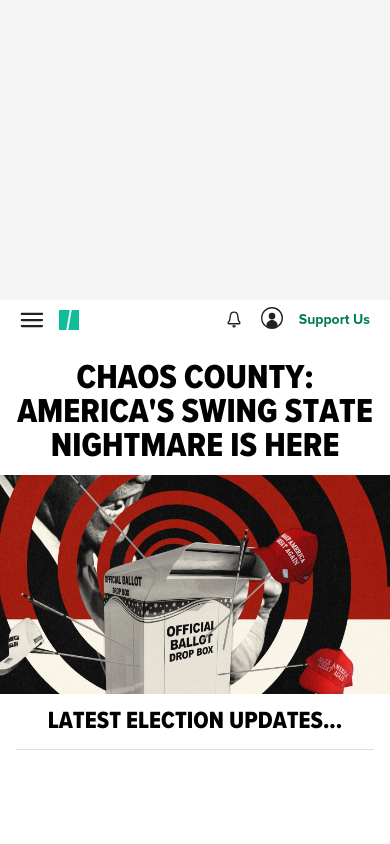 Support Us
CHAOS COUNTY:
AMERICA'S SWING STATE
NIGHTMARE IS HERE
OFFICIAL BALLOT
DROP BOX
OFFICIAL
BALLOT
DROP BOX
MAKE AMERICA
GREAT AGAIN
MAKE AMERICA
GREAT AGAIN
LATEST ELECTION UPDATES...